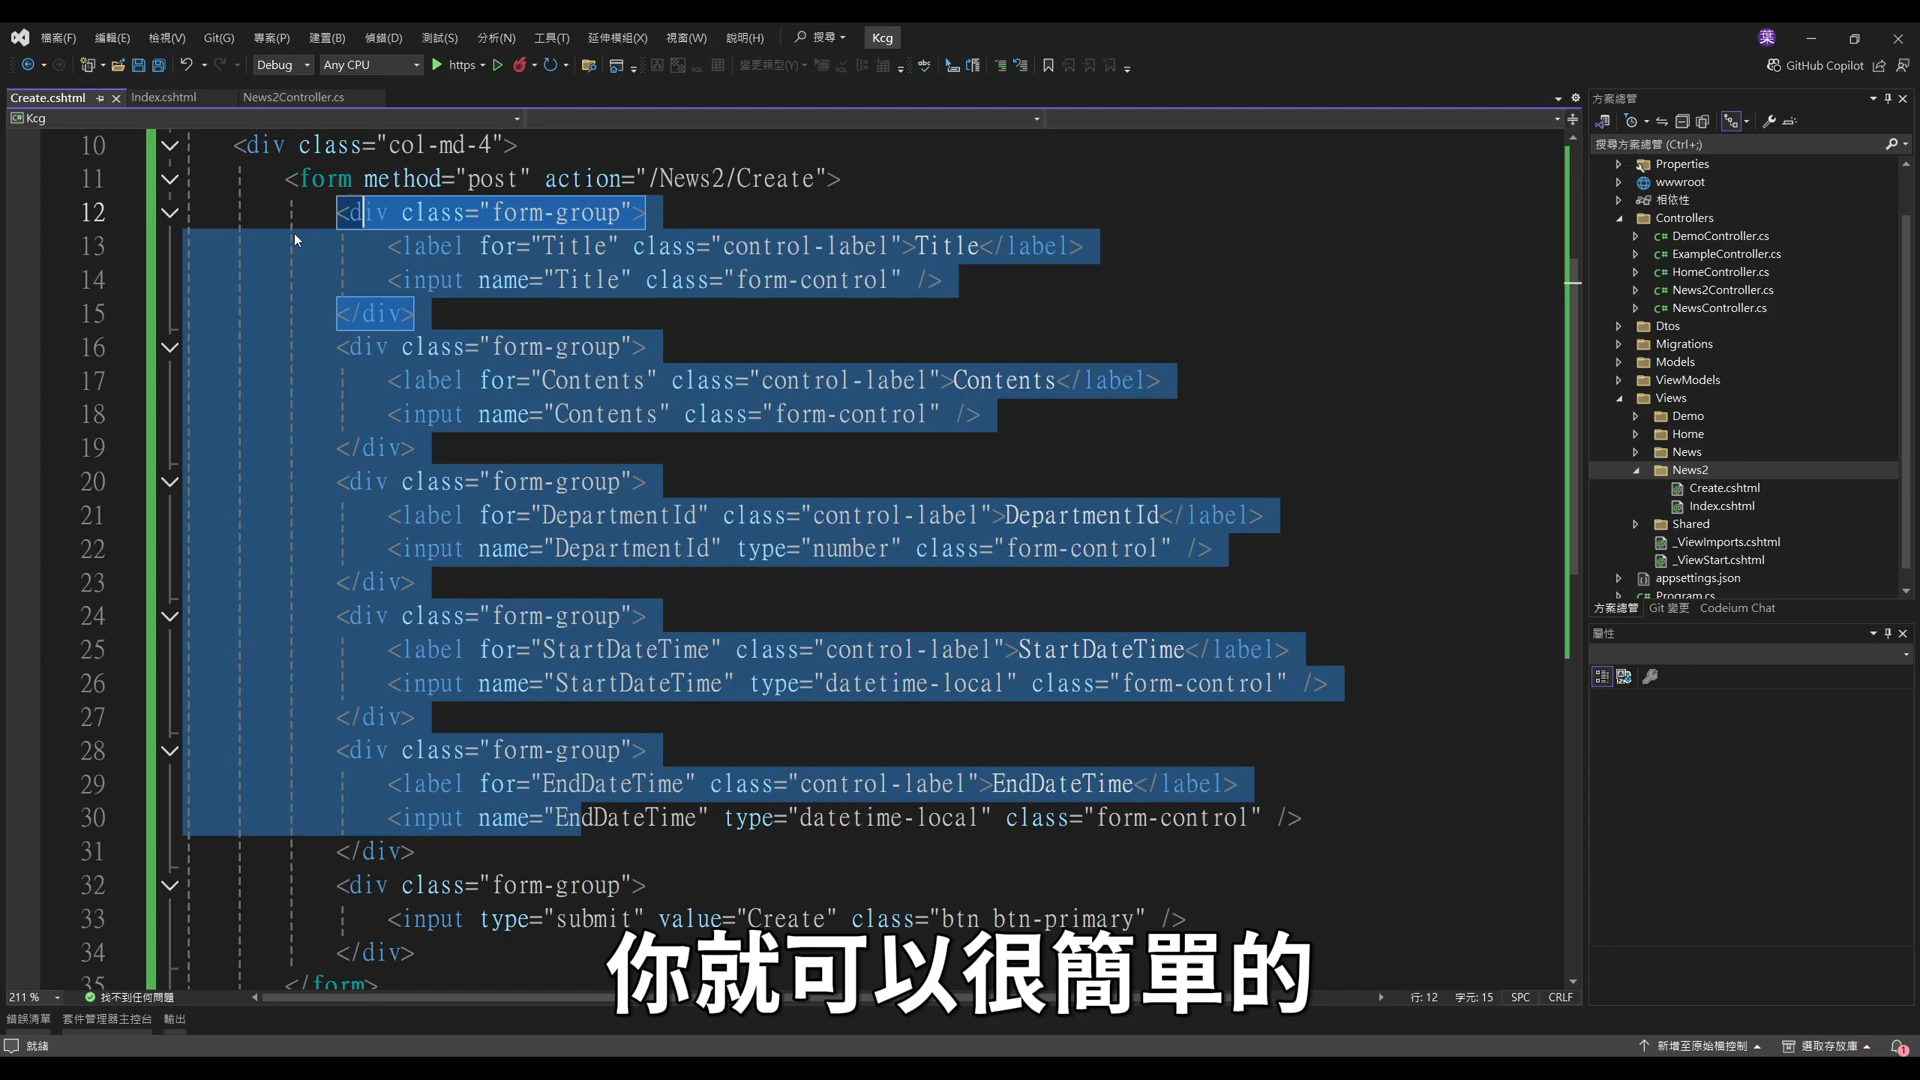 檔案(F) 編輯(E) 檢視(V) Git(G) 專案(P) 建置(B) 偵錯(D) 測試(S) 分析(N) 工具(T) 延伸模組(X) 視窗(W) 說明(H) 搜尋 Kcg 葉
Debug Any CPU https 變更類型(Y) GitHub Copilot
Create.cshtml Index.cshtml News2Controller.cs
Kcg
10 <div class="col-md-4">
11 <form method="post" action="/News2/Create">
12 <div class="form-group">
13 <label for="Title" class="control-label">Title</label>
14 <input name="Title" class="form-control" />
15 </div>
16 <div class="form-group">
17 <label for="Contents" class="control-label">Contents</label>
18 <input name="Contents" class="form-control" />
19 </div>
20 <div class="form-group">
21 <label for="DepartmentId" class="control-label">DepartmentId</label>
22 <input name="DepartmentId" type="number" class="form-control" />
23 </div>
24 <div class="form-group">
25 <label for="StartDateTime" class="control-label">StartDateTime</label>
26 <input name="StartDateTime" type="datetime-local" class="form-control" />
27 </div>
28 <div class="form-group">
29 <label for="EndDateTime" class="control-label">EndDateTime</label>
30 <input name="EndDateTime" type="datetime-local" class="form-control" />
31 </div>
32 <div class="form-group">
33 <input type="submit" value="Create" class="btn btn-primary" />
34 </div>
35 </form>
你就可以很簡單的
211 % 找不到任何問題 行: 12 字元: 15 SPC CRLF
錯誤清單 套件管理器主控台 輸出
就緒 新增至原始檔控制 選取存放庫 1
方案總管
搜尋方案總管 (Ctrl+;)
Properties
wwwroot
相依性
Controllers
C# DemoController.cs
C# ExampleController.cs
C# HomeController.cs
C# News2Controller.cs
C# NewsController.cs
Dtos
Migrations
Models
ViewModels
Views
Demo
Home
News
News2
Create.cshtml
Index.cshtml
Shared
_ViewImports.cshtml
_ViewStart.cshtml
appsettings.json
C# Program.cs
方案總管 Git 變更 Codeium Chat
屬性